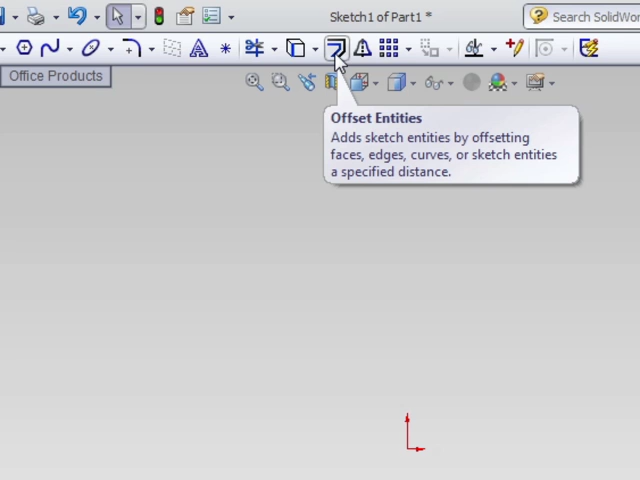 Sketch1 of Part1 *
Search SolidWor
Office Products
Offset Entities
Adds sketch entities by offsetting
faces, edges, curves, or sketch entities
a specified distance.